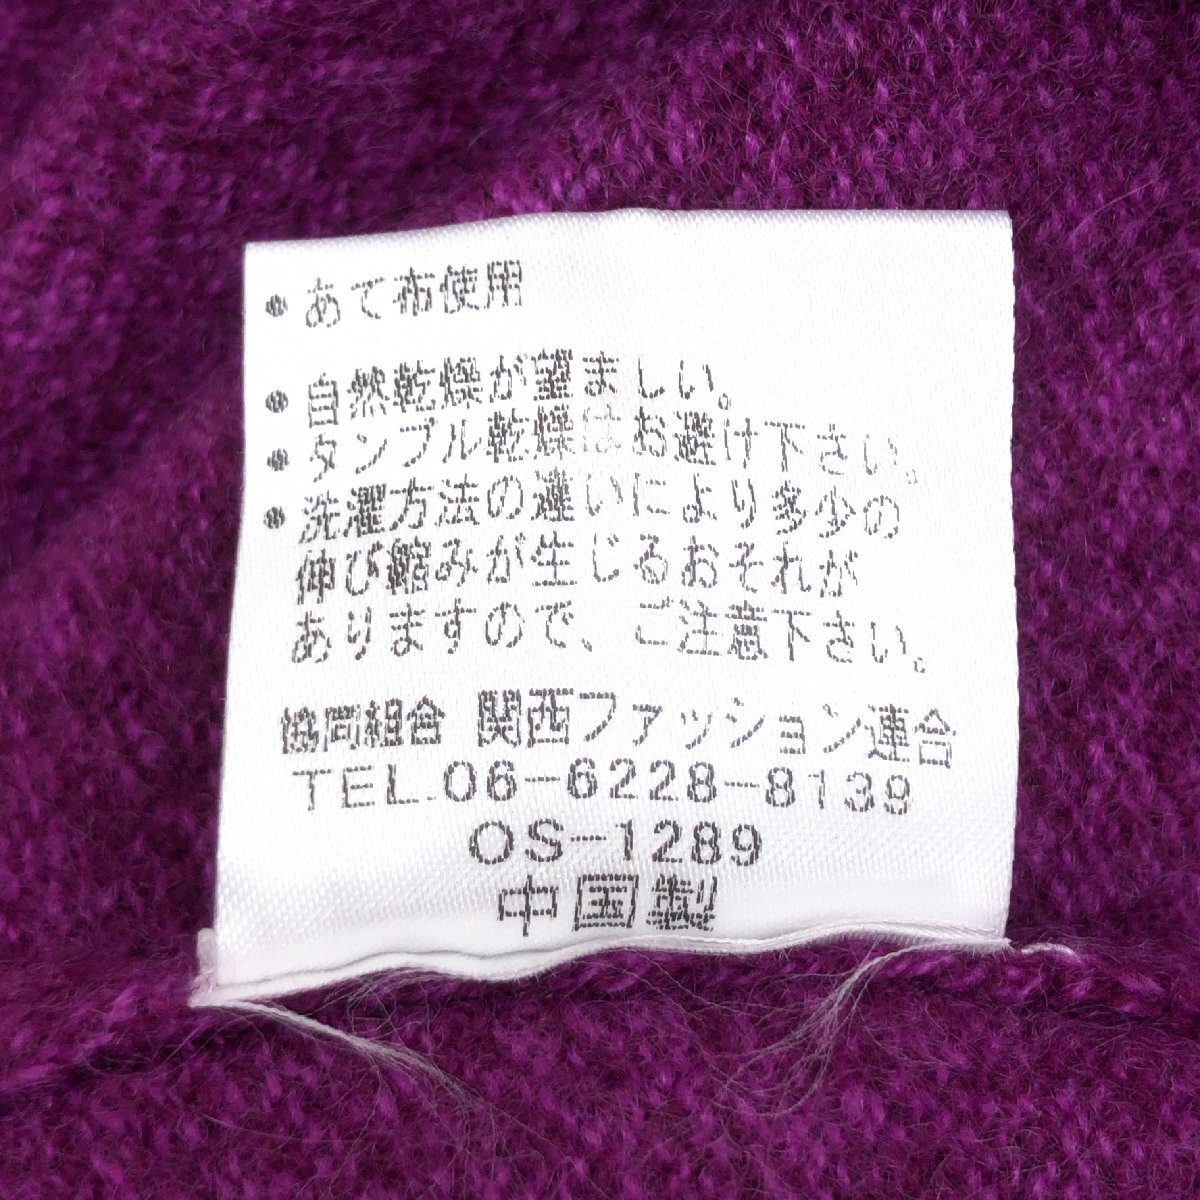 ・あて布使用
・自然乾燥が望ましい。
・タンブル乾燥はお避け下さい。
・洗濯方法の違いにより多少の
伸び縮みが生じるおそれが
ありますので、ご注意下さい。
協同組合 関西ファッション連合
TEL.06-6228-8139
OS-1289
中国製